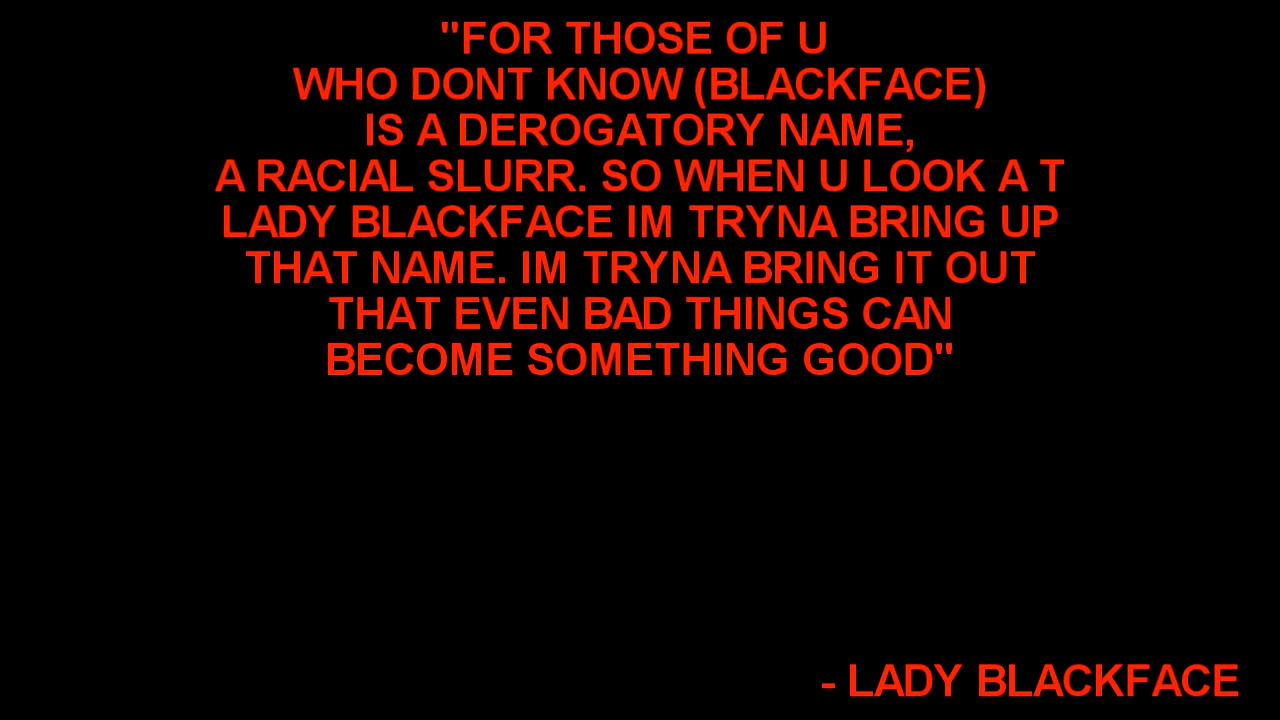 "FOR THOSE OF U
WHO DONT KNOW (BLACKFACE)
IS A DEROGATORY NAME,
A RACIAL SLURR. SO WHEN U LOOK A T
LADY BLACKFACE IM TRYNA BRING UP
THAT NAME. IM TRYNA BRING IT OUT
THAT EVEN BAD THINGS CAN
BECOME SOMETHING GOOD"
- LADY BLACKFACE